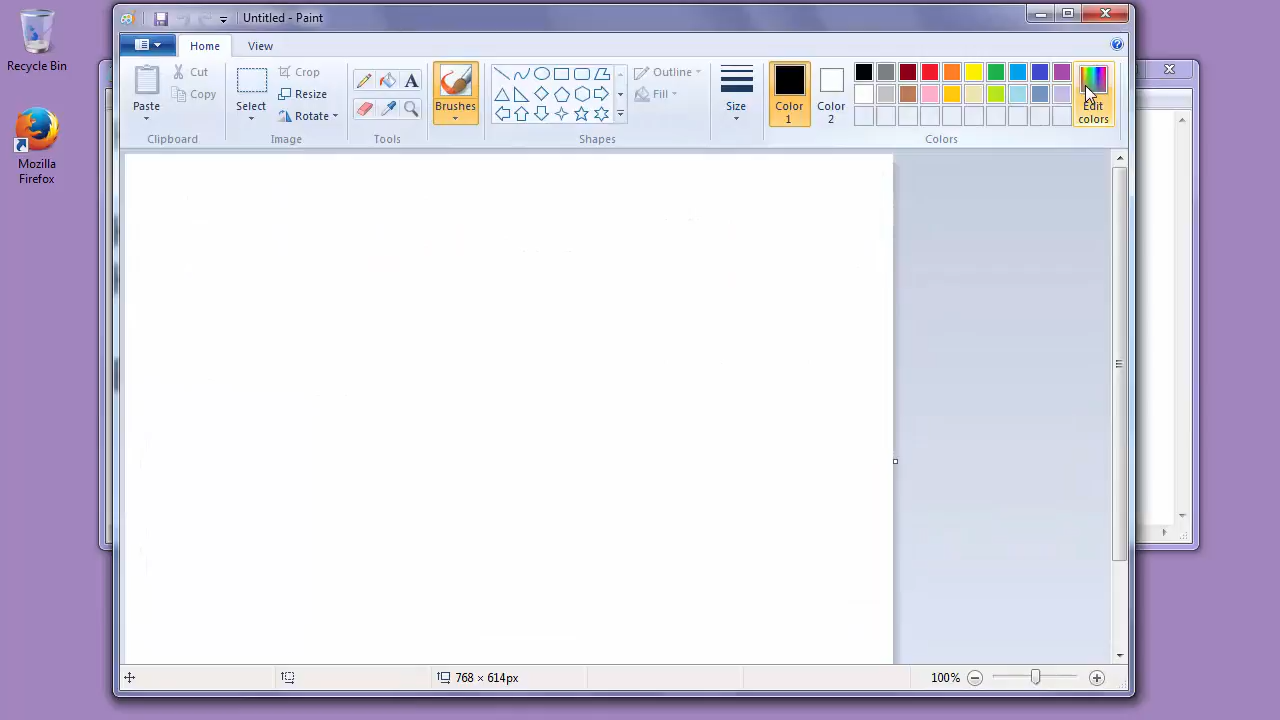 Recycle Bin
Mozilla
Firefox
Untitled - Paint
Home View
Paste
Cut
Copy
Clipboard
Select
Crop
Resize
Rotate
Image
A
Tools
Brushes
Shapes
Outline
Fill
Size
Color
1
Color
2
Edit
colors
Colors
768 × 614px
100%